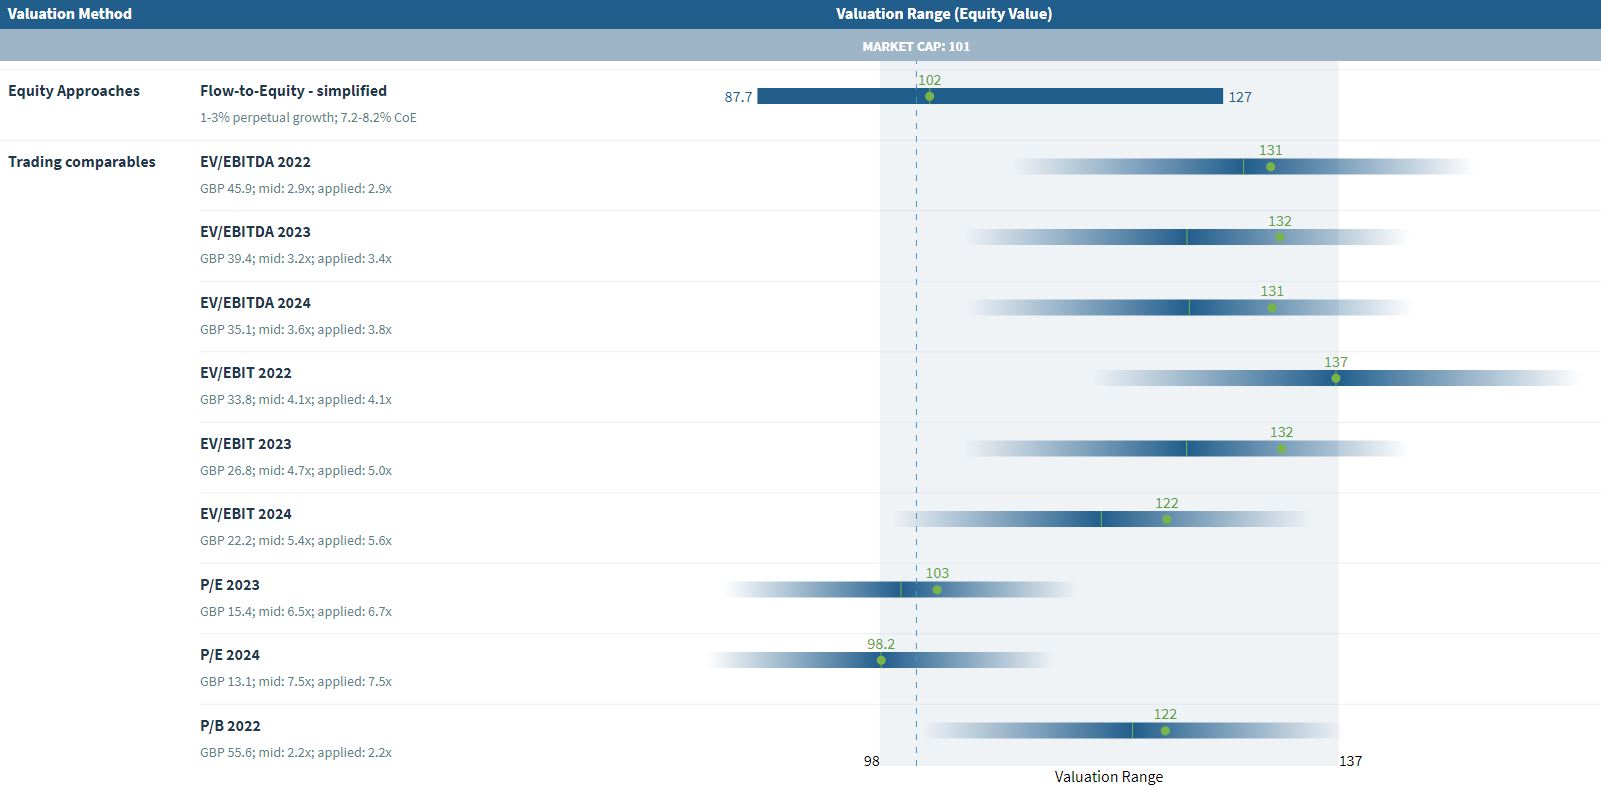 Valuation Method
Valuation Range (Equity Value)
MARKET CAP: 101
Equity Approaches
Flow-to-Equity - simplified
1-3% perpetual growth; 7.2-8.2% CoE
87.7
102
127
Trading comparables
EV/EBITDA 2022
GBP 45.9; mid: 2.9x; applied: 2.9x
131
EV/EBITDA 2023
GBP 39.4; mid: 3.2x; applied: 3.4x
132
EV/EBITDA 2024
GBP 35.1; mid: 3.6x; applied: 3.8x
131
EV/EBIT 2022
GBP 33.8; mid: 4.1x; applied: 4.1x
137
EV/EBIT 2023
GBP 26.8; mid: 4.7x; applied: 5.0x
132
EV/EBIT 2024
GBP 22.2; mid: 5.4x; applied: 5.6x
122
P/E 2023
GBP 15.4; mid: 6.5x; applied: 6.7x
103
P/E 2024
GBP 13.1; mid: 7.5x; applied: 7.5x
98.2
P/B 2022
GBP 55.6; mid: 2.2x; applied: 2.2x
122
98
137
Valuation Range